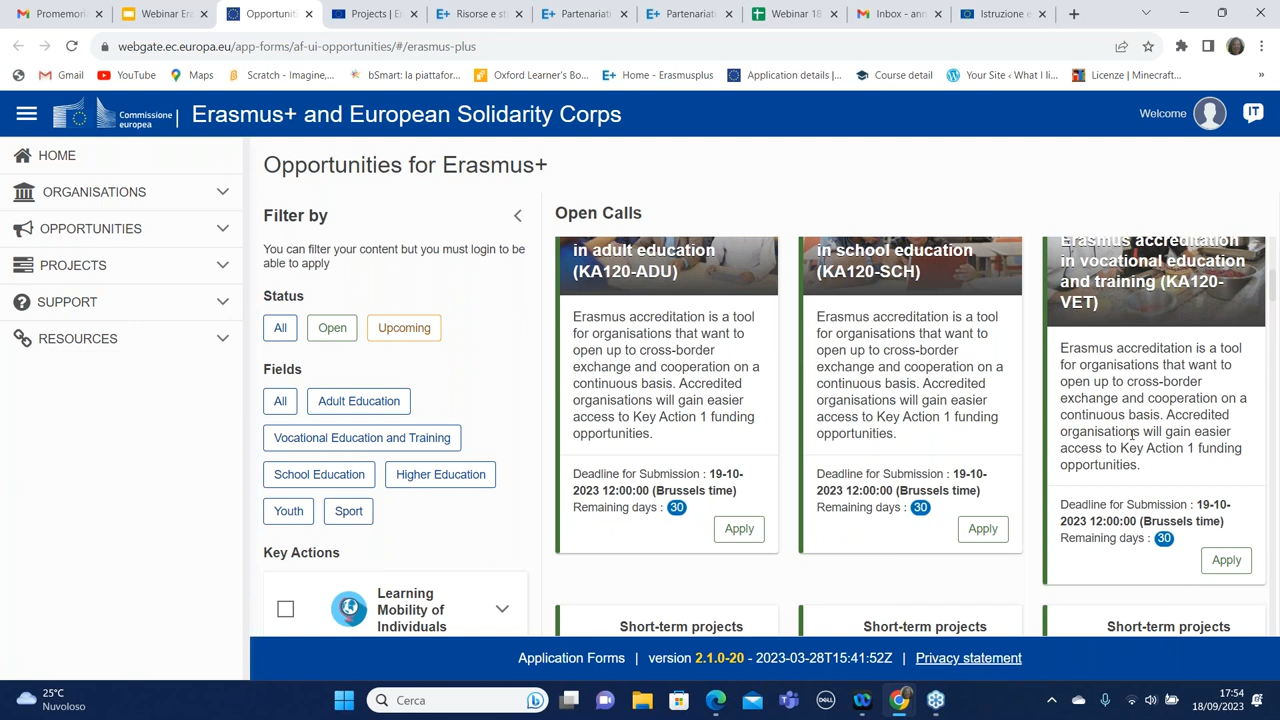 Promemori
Webinar Era
Opportuniti
Projects | E
Risorse e st
Partenariat
Partenariat
Webinar 18
Inbox - ann
Istruzione e
webgate.ec.europa.eu/app-forms/af-ui-opportunities/#/erasmus-plus
Gmail
YouTube
Maps
Scratch - Imagine,...
bSmart: la piattafor...
Oxford Learner's Bo...
Home - Erasmusplus
Application details |...
Course detail
Your Site ‹ What I li...
Licenze | Minecraft...
»
Commissione
europea
Erasmus+ and European Solidarity Corps
Welcome
IT
HOME
ORGANISATIONS
OPPORTUNITIES
PROJECTS
SUPPORT
RESOURCES
Opportunities for Erasmus+
Filter by
You can filter your content but you must login to be
able to apply
Status
All
Open
Upcoming
Fields
All
Adult Education
Vocational Education and Training
School Education
Higher Education
Youth
Sport
Key Actions
Learning
Mobility of
Individuals
Open Calls
in adult education
(KA120-ADU)
Erasmus accreditation is a tool
for organisations that want to
open up to cross-border
exchange and cooperation on a
continuous basis. Accredited
organisations will gain easier
access to Key Action 1 funding
opportunities.
Deadline for Submission : 19-10-
2023 12:00:00 (Brussels time)
Remaining days : 30
Apply
in school education
(KA120-SCH)
Erasmus accreditation is a tool
for organisations that want to
open up to cross-border
exchange and cooperation on a
continuous basis. Accredited
organisations will gain easier
access to Key Action 1 funding
opportunities.
Deadline for Submission : 19-10-
2023 12:00:00 (Brussels time)
Remaining days : 30
Apply
Erasmus accreditation
in vocational education
and training (KA120-
VET)
Erasmus accreditation is a tool
for organisations that want to
open up to cross-border
exchange and cooperation on a
continuous basis. Accredited
organisations will gain easier
access to Key Action 1 funding
opportunities.
Deadline for Submission : 19-10-
2023 12:00:00 (Brussels time)
Remaining days : 30
Apply
Short-term projects
Short-term projects
Short-term projects
Application Forms | version 2.1.0-20 - 2023-03-28T15:41:52Z | Privacy statement
25°C
Nuvoloso
Cerca
DELL
17:54
18/09/2023